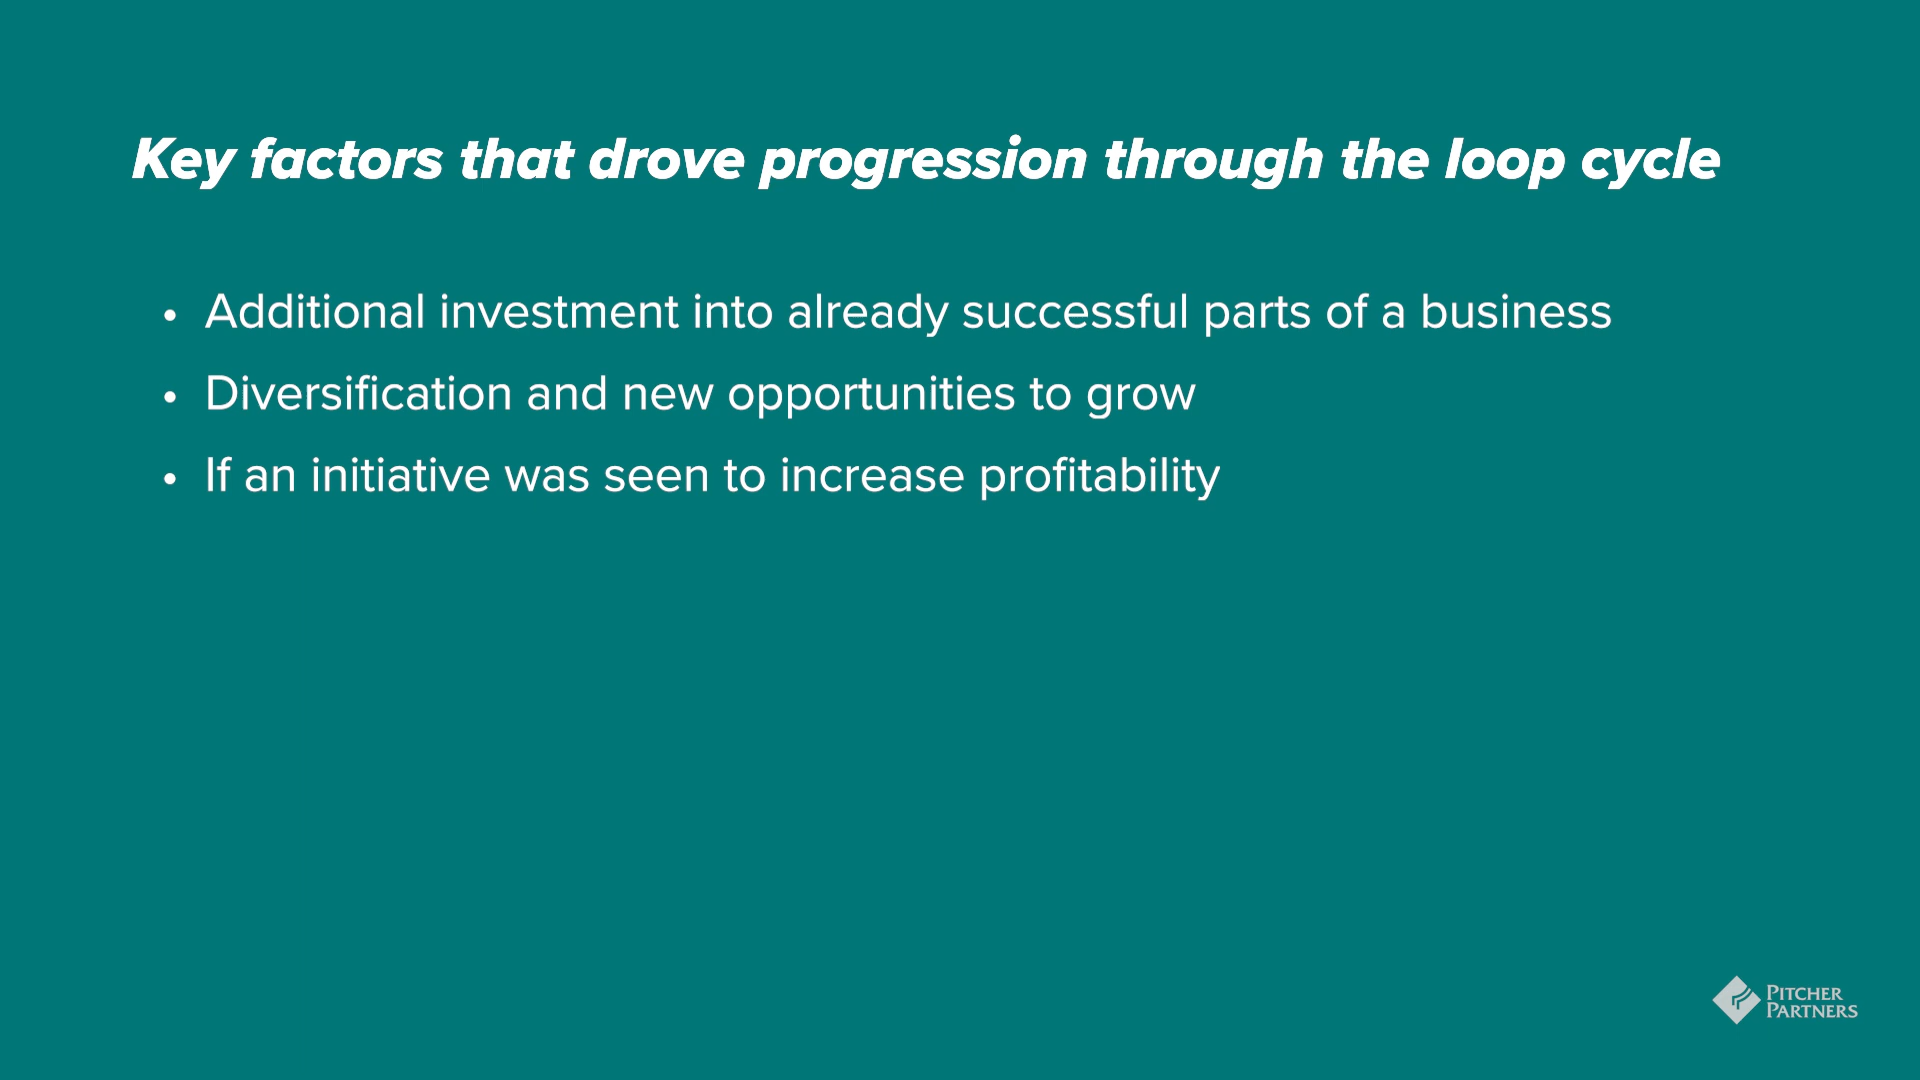 Key factors that drove progression through the loop cycle
• Additional investment into already successful parts of a business
• Diversification and new opportunities to grow
• If an initiative was seen to increase profitability
PITCHER
PARTNERS